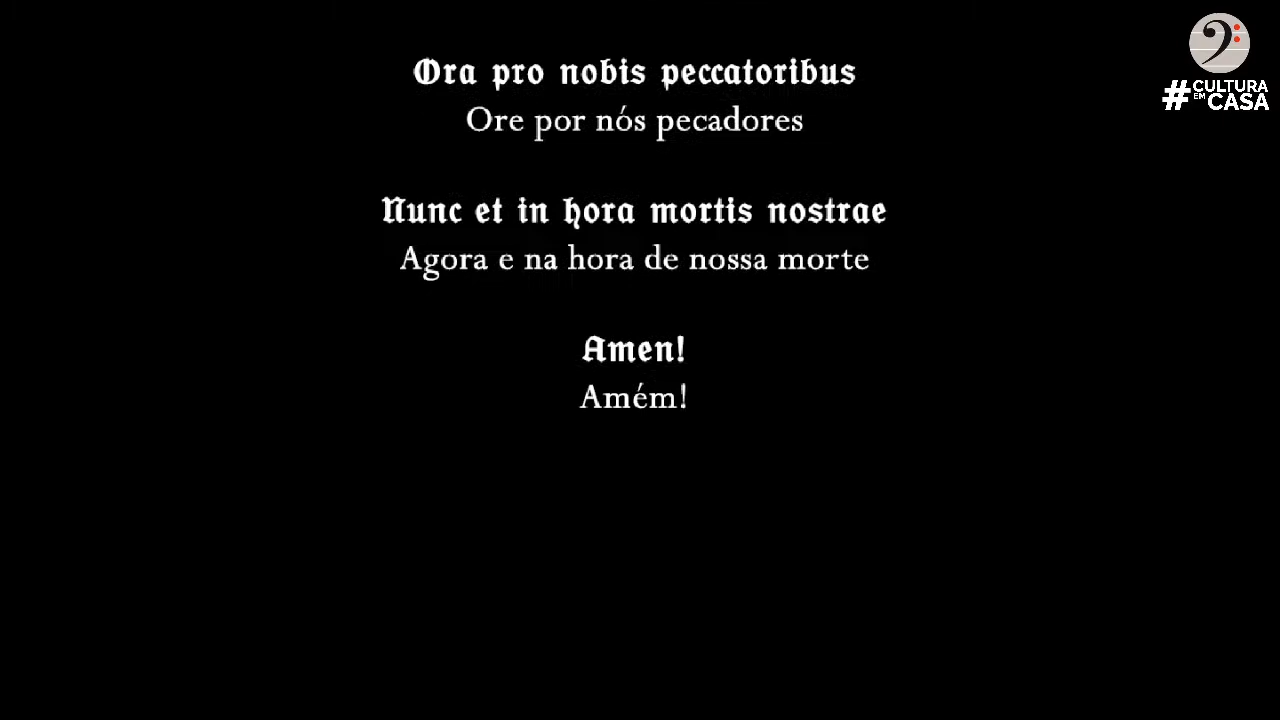 Ora pro nobis peccatoribus
Ore por nós pecadores
Nunc et in hora mortis nostrae
Agora e na hora de nossa morte
Amen!
Amém!
#CULTURA
EM CASA